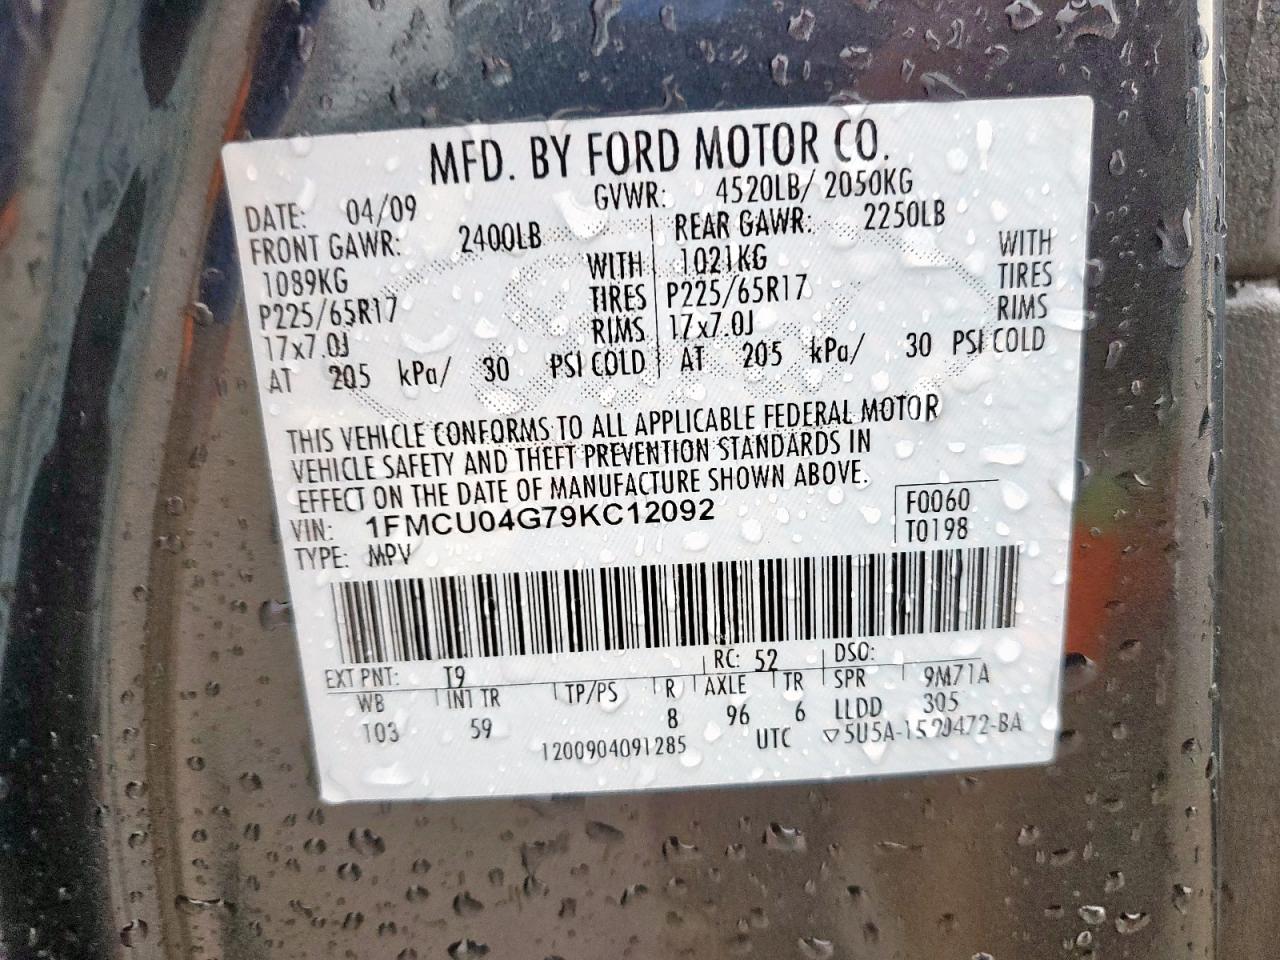 MFD. BY FORD MOTOR CO.
DATE: 04/09 GVWR: 4520LB/ 2050KG
FRONT GAWR: 2400LB REAR GAWR: 2250LB
1089KG WITH 1021KG WITH
P225/65R17 TIRES P225/65R17 TIRES
17x7.0J RIMS 17x7.0J RIMS
AT 205 kPa/ 30 PSI COLD AT 205 kPa/ 30 PSI COLD
THIS VEHICLE CONFORMS TO ALL APPLICABLE FEDERAL MOTOR
VEHICLE SAFETY AND THEFT PREVENTION STANDARDS IN
EFFECT ON THE DATE OF MANUFACTURE SHOWN ABOVE.
VIN: 1FMCU04G79KC12092 F0060
TYPE: MPV T0198
EXT PNT: T9 RC: 52 DSO:
WB INT TR TP/PS R AXLE TR SPR 9M71A
103 59 8 96 6 LLDD 305
1200904091285 UTC ▽5U5A-1520472-BA